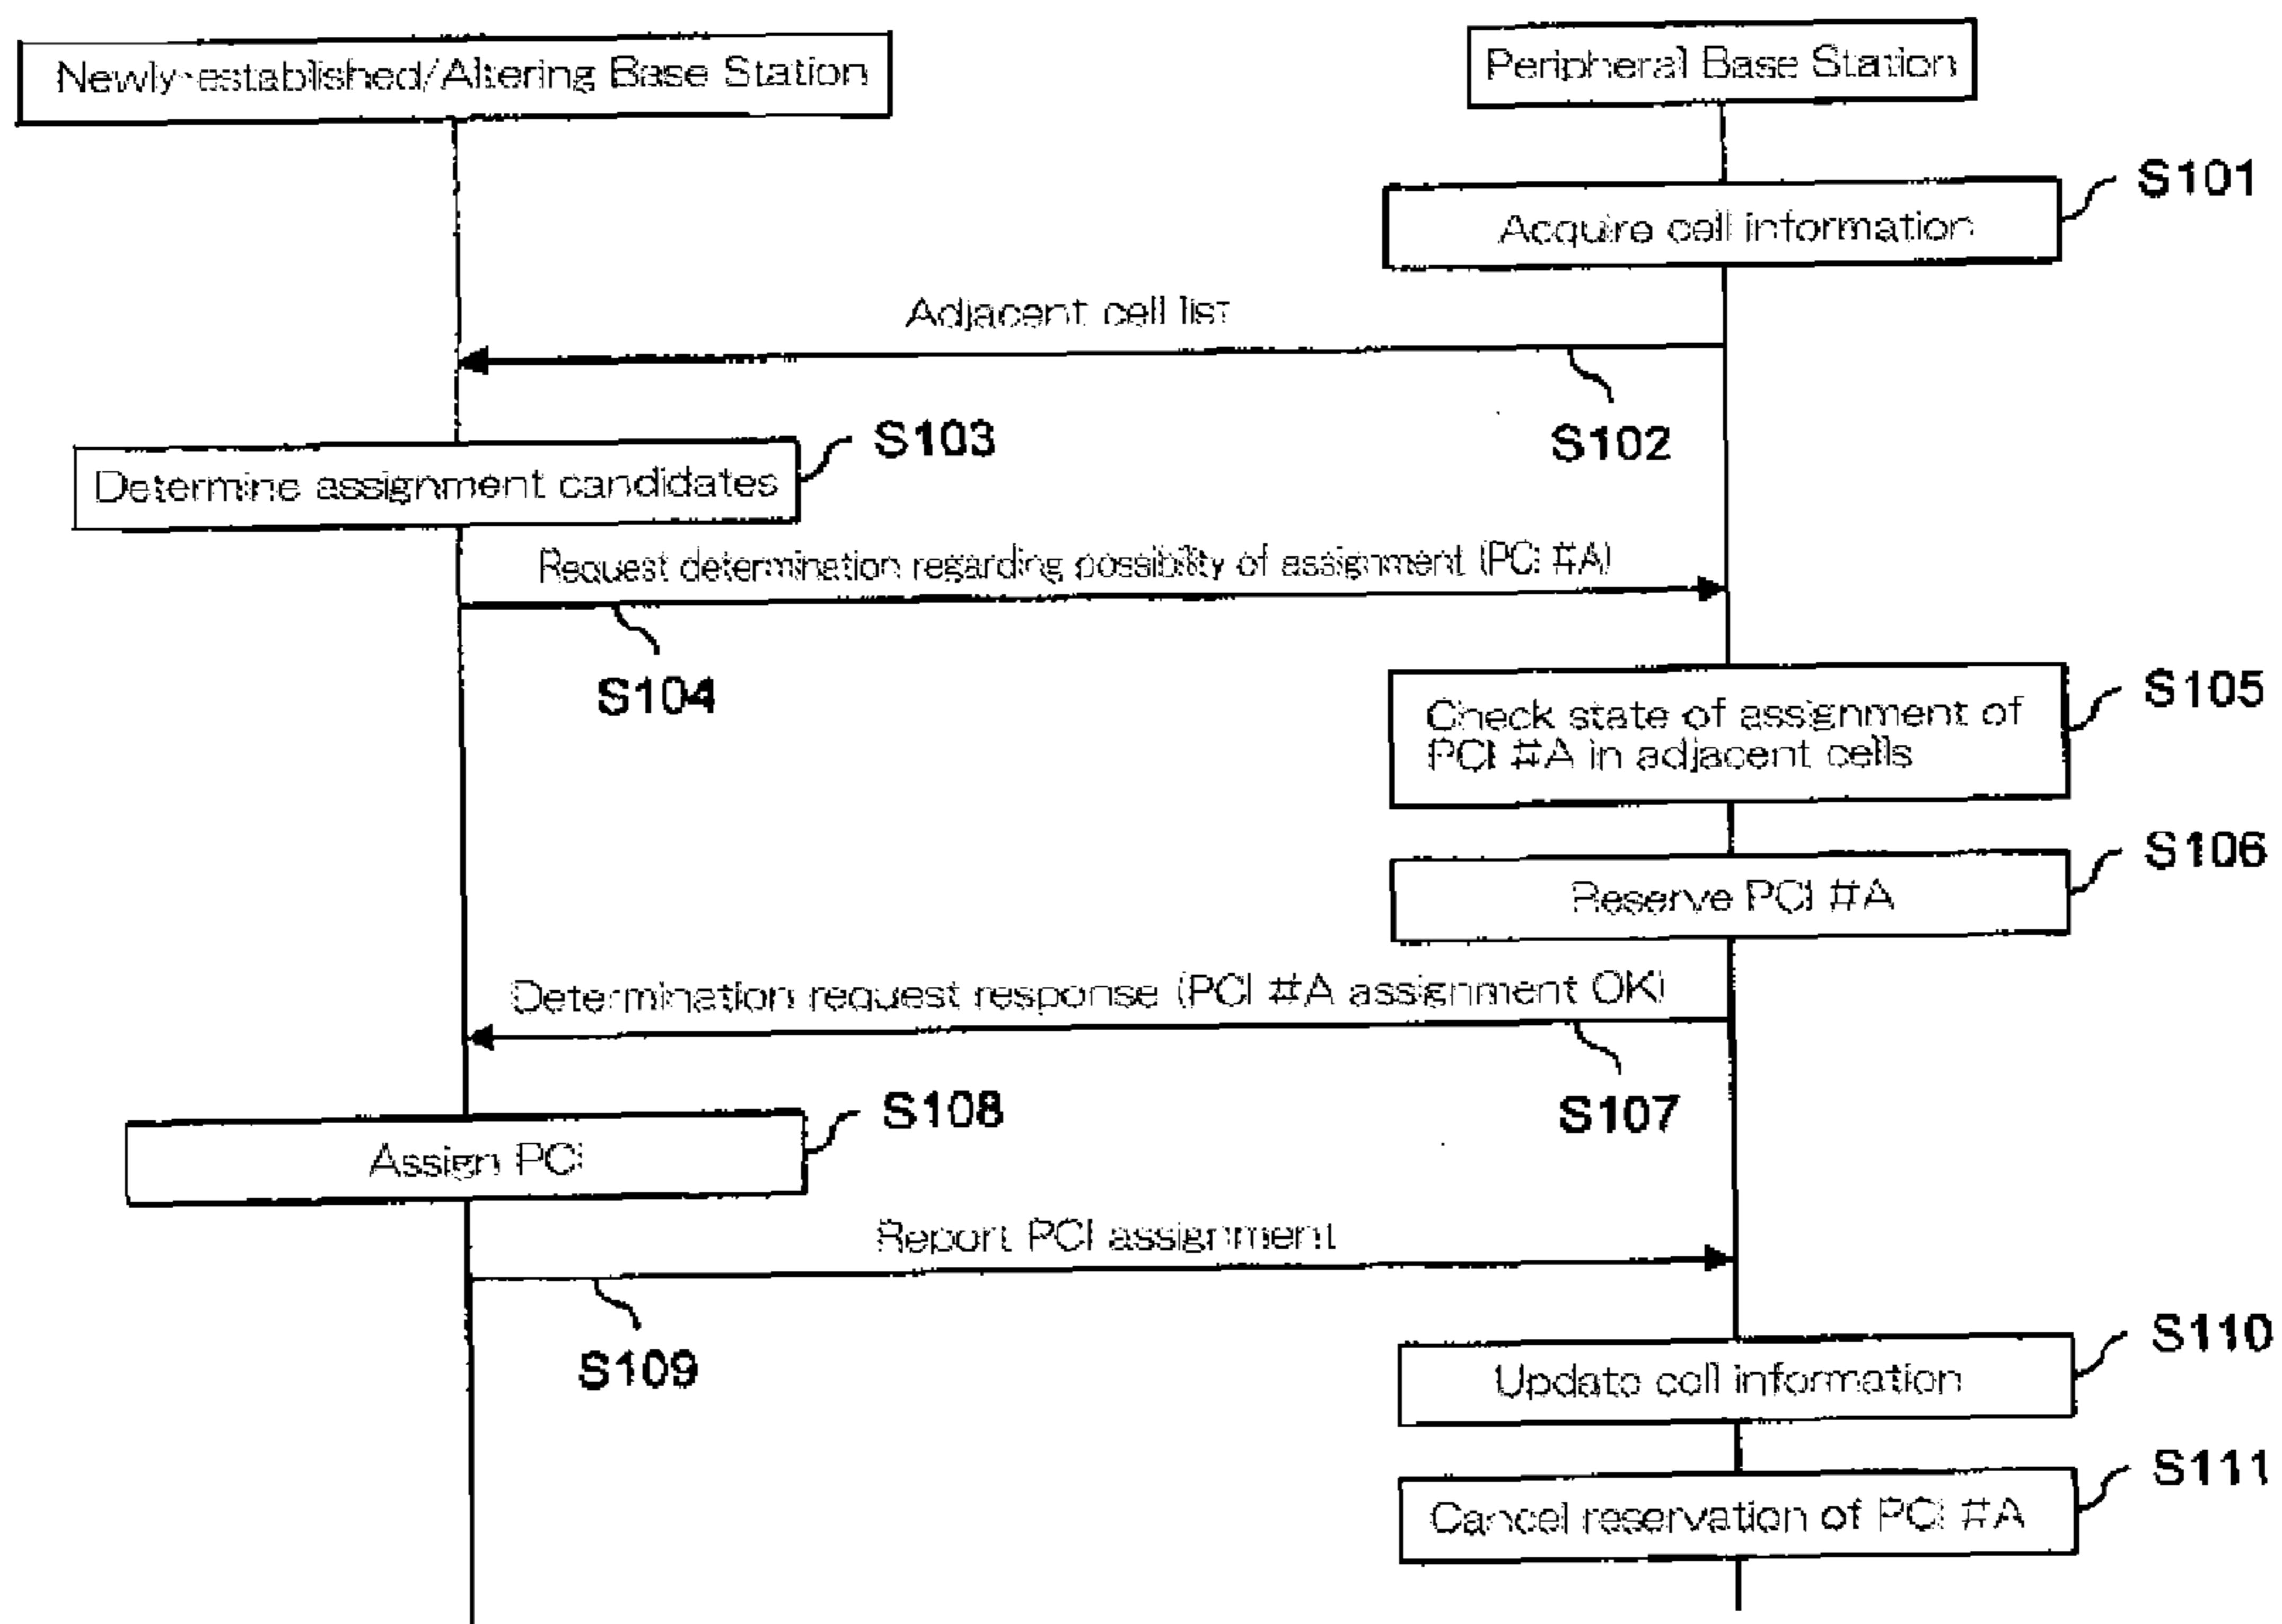 Newly-established/Altering Base Station
Peripheral Base Station
S101
Acquire cell information
Adjacent cell list
S102
S103
Determine assignment candidates
Request determination regarding possibility of assignment (PCI #A)
S104
S105
Check state of assignment of
PCI #A in adjacent cells
S106
Reserve PCI #A
Determination request response (PCI #A assignment OK)
S107
S108
Assign PCI
Report PCI assignment
S109
S110
Update cell information
S111
Cancel reservation of PCI #A